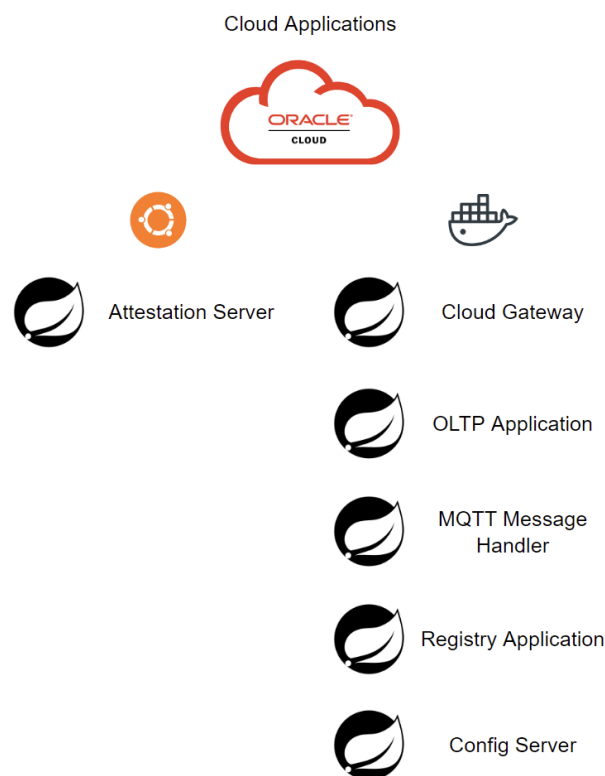 Cloud Applications
ORACLE
CLOUD
Attestation Server
Cloud Gateway
OLTP Application
MQTT Message
Handler
Registry Application
Config Server